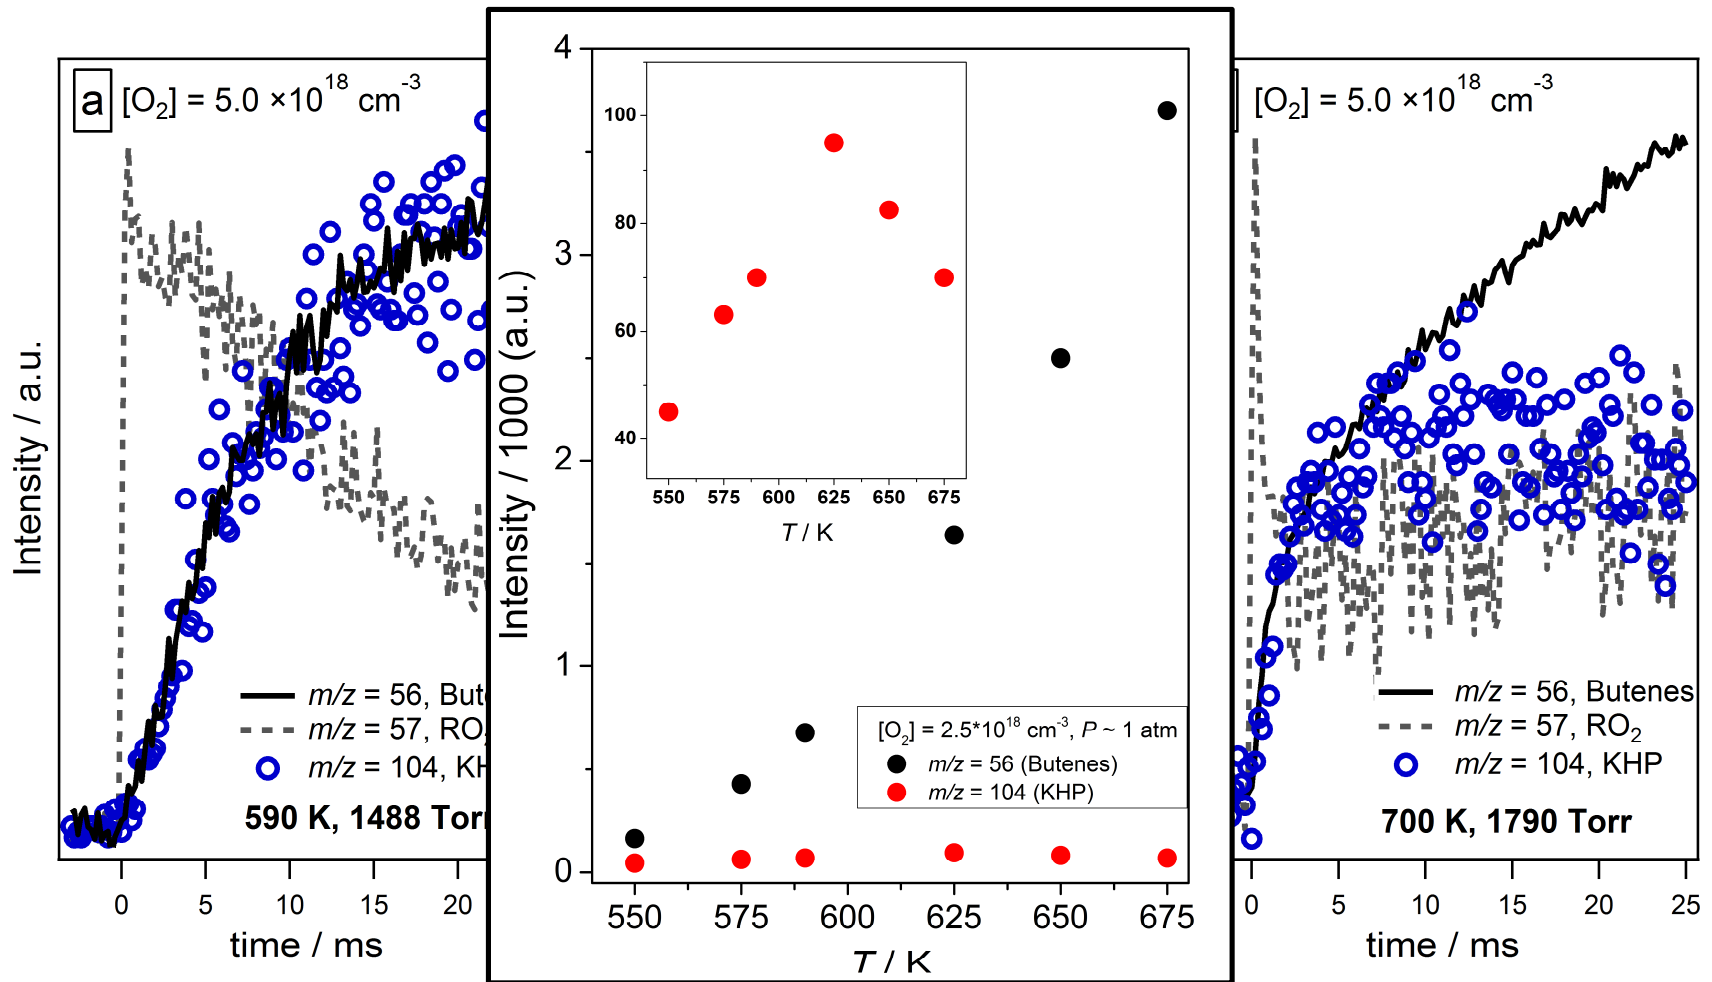 a
[O2] = 5.0 ×10^18 cm^-3
Intensity / a.u.
m/z = 56, But
m/z = 57, RO
m/z = 104, K
590 K, 1488 Torr
0 5 10 15 20
time / ms
4
3
2
1
0
Intensity / 1000 (a.u.)
100
80
60
40
550 575 600 625 650 675
T / K
[O2] = 2.5*10^18 cm^-3, P ~ 1 atm
m/z = 56 (Butenes)
m/z = 104 (KHP)
550 575 600 625 650 675
T / K
[O2] = 5.0 ×10^18 cm^-3
m/z = 56, Butenes
m/z = 57, RO2
m/z = 104, KHP
700 K, 1790 Torr
0 5 10 15 20 25
time / ms